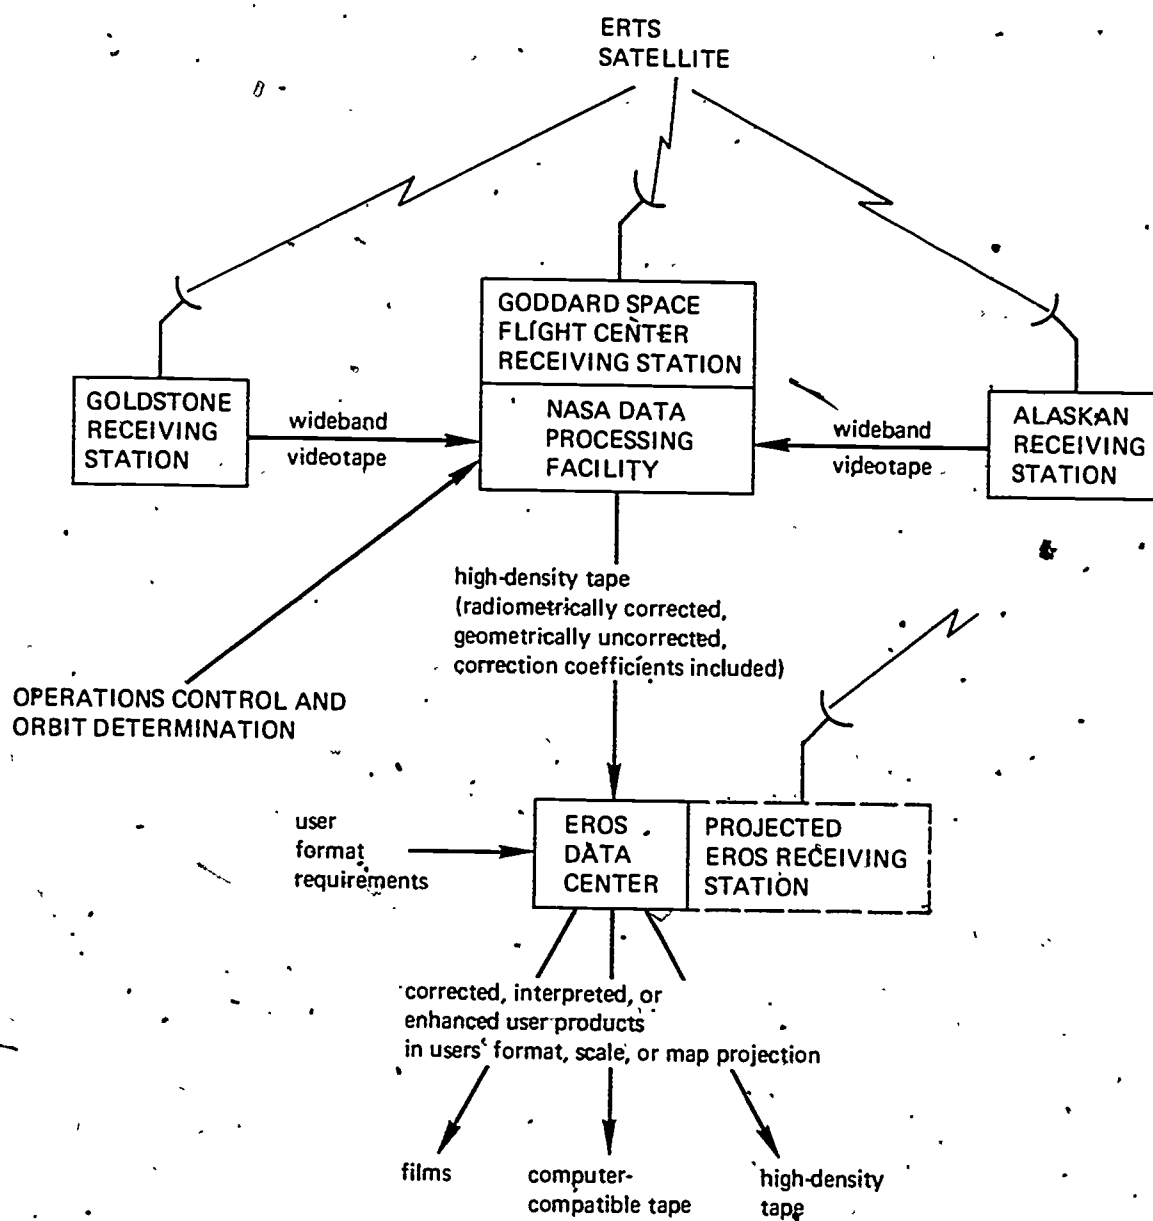 ERTS
SATELLITE
GODDARD SPACE
FLIGHT CENTER
RECEIVING STATION
NASA DATA
PROCESSING
FACILITY
GOLDSTONE
RECEIVING
STATION
wideband
videotape
wideband
videotape
ALASKAN
RECEIVING
STATION
high-density tape
(radiometrically corrected,
geometrically uncorrected,
correction coefficients included)
OPERATIONS CONTROL AND
ORBIT DETERMINATION
user
format
requirements
EROS
DATA
CENTER
PROJECTED
EROS RECEIVING
STATION
corrected, interpreted, or
enhanced user products
in users' format, scale, or map projection
films
computer-
compatible tape
high-density
tape